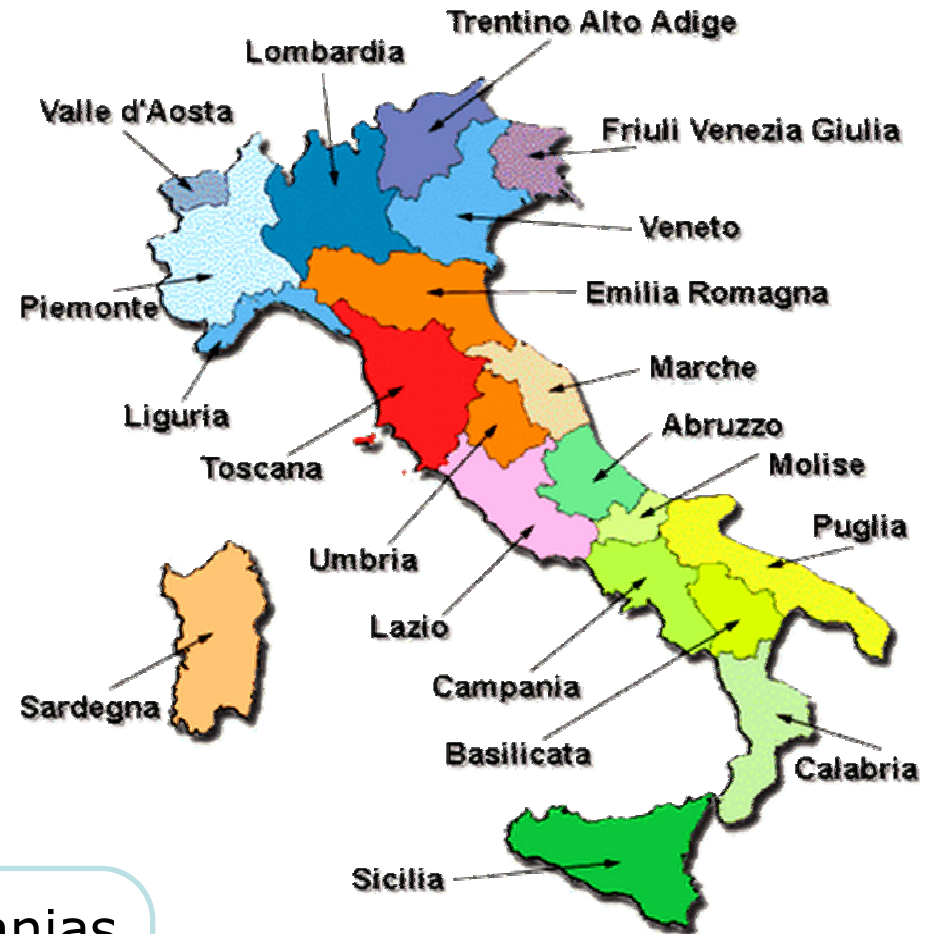 Trentino Alto Adige
Lombardia
Valle d'Aosta
Friuli Venezia Giulia
Veneto
Emilia Romagna
Piemonte
Marche
Liguria
Abruzzo
Toscana
Molise
Puglia
Umbria
Lazio
Campania
Sardegna
Basilicata
Calabria
Sicilia